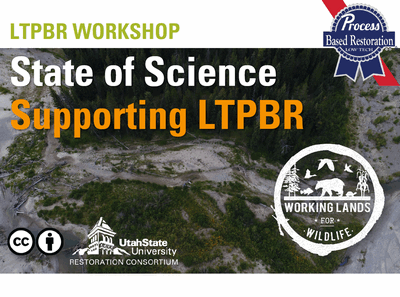 LTPBR WORKSHOP
Process
Based Restoration
LOW TECH
State of Science
Supporting LTPBR
WORKING LANDS
FOR
WILDLIFE
cc
UtahState
University
RESTORATION CONSORTIUM